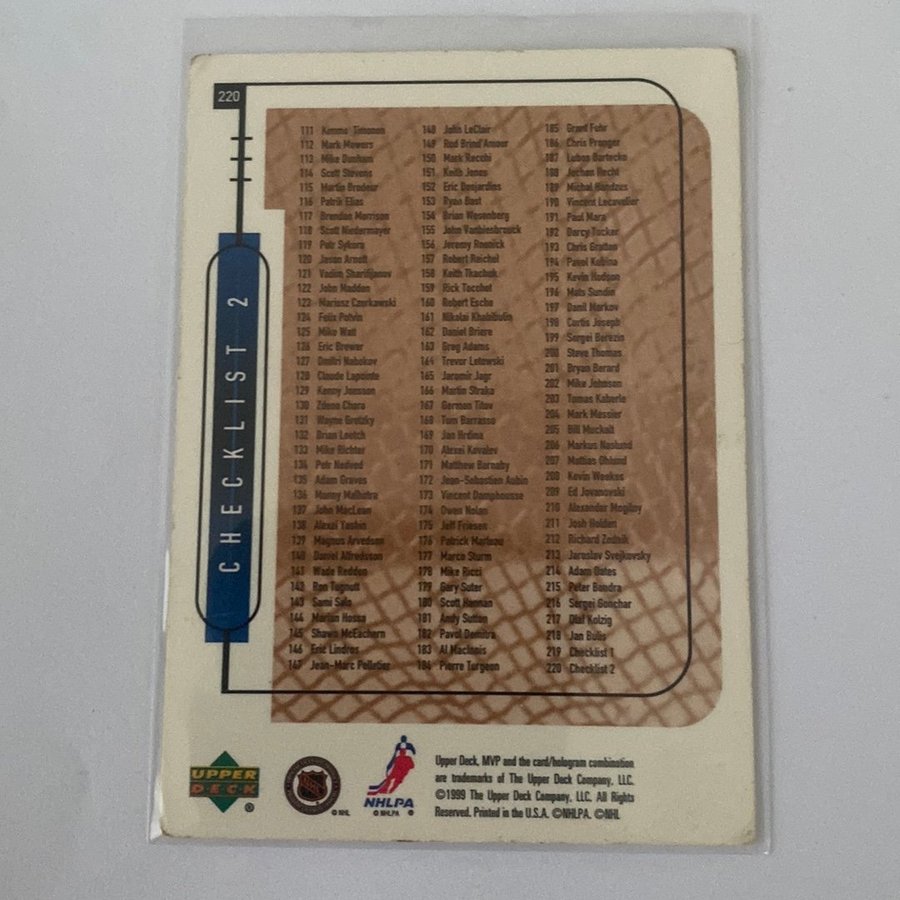 220
CHECKLIST 2
111 Kimmo Timonen
112 Mark Mowers
113 Mike Dunham
114 Scott Stevens
115 Martin Brodeur
116 Patrik Elias
117 Brendan Morrison
118 Scott Niedermayer
119 Petr Sykora
120 Jason Arnott
121 Vadim Sharifijanov
122 John Madden
123 Mariusz Czerkawski
124 Felix Potvin
125 Mike Watt
126 Eric Brewer
127 Dmitri Nabokov
128 Claude Lapointe
129 Kenny Jonsson
130 Zdeno Chara
131 Wayne Gretzky
132 Brian Leetch
133 Mike Richter
134 Petr Nedved
135 Adam Graves
136 Manny Malhotra
137 John MacLean
138 Alexei Yashin
139 Magnus Arvedson
140 Daniel Alfredsson
141 Wade Redden
142 Ron Tugnutt
143 Sami Salo
144 Marian Hossa
145 Shawn McEachern
146 Eric Lindros
147 Jean-Marc Pelletier
148 John LeClair
149 Rod Brind'Amour
150 Mark Recchi
151 Keith Jones
152 Eric Desjardins
153 Ryan Bast
154 Brian Wesenberg
155 John Vanbiesbrouck
156 Jeremy Roenick
157 Robert Reichel
158 Keith Tkachuk
159 Rick Tocchet
160 Robert Esche
161 Nikolai Khabibulin
162 Daniel Briere
163 Greg Adams
164 Trevor Letowski
165 Jaromir Jagr
166 Martin Straka
167 German Titov
168 Tom Barrasso
169 Jan Hrdina
170 Alexei Kovalev
171 Matthew Barnaby
172 Jean-Sebastien Aubin
173 Vincent Damphousse
174 Owen Nolan
175 Jeff Friesen
176 Patrick Marleau
177 Marco Sturm
178 Mike Ricci
179 Gary Suter
180 Scott Hannan
181 Andy Sutton
182 Pavol Demitra
183 Al MacInnis
184 Pierre Turgeon
185 Grant Fuhr
186 Chris Pronger
187 Lubos Bartecko
188 Jochen Hecht
189 Michal Handzus
190 Vincent Lecavalier
191 Paul Mara
192 Darcy Tucker
193 Chris Gratton
194 Pavel Kubina
195 Kevin Hodson
196 Mats Sundin
197 Danil Markov
198 Curtis Joseph
199 Sergei Berezin
200 Steve Thomas
201 Bryan Berard
202 Mike Johnson
203 Tomas Kaberle
204 Mark Messier
205 Bill Muckalt
206 Markus Naslund
207 Mattias Ohlund
208 Kevin Weekes
209 Ed Jovanovski
210 Alexander Mogilny
211 Josh Holden
212 Richard Zednik
213 Jaroslav Svejkovsky
214 Adam Oates
215 Peter Bondra
216 Sergei Gonchar
217 Olaf Kolzig
218 Jan Bulis
219 Checklist 1
220 Checklist 2
UPPER
DECK
®
NHL
© NHL
NHLPA
© NHLPA ®
Upper Deck, MVP and the card/hologram combination
are trademarks of The Upper Deck Company, LLC.
©1999 The Upper Deck Company, LLC. All Rights
Reserved. Printed in the U.S.A. ©NHLPA. ©NHL